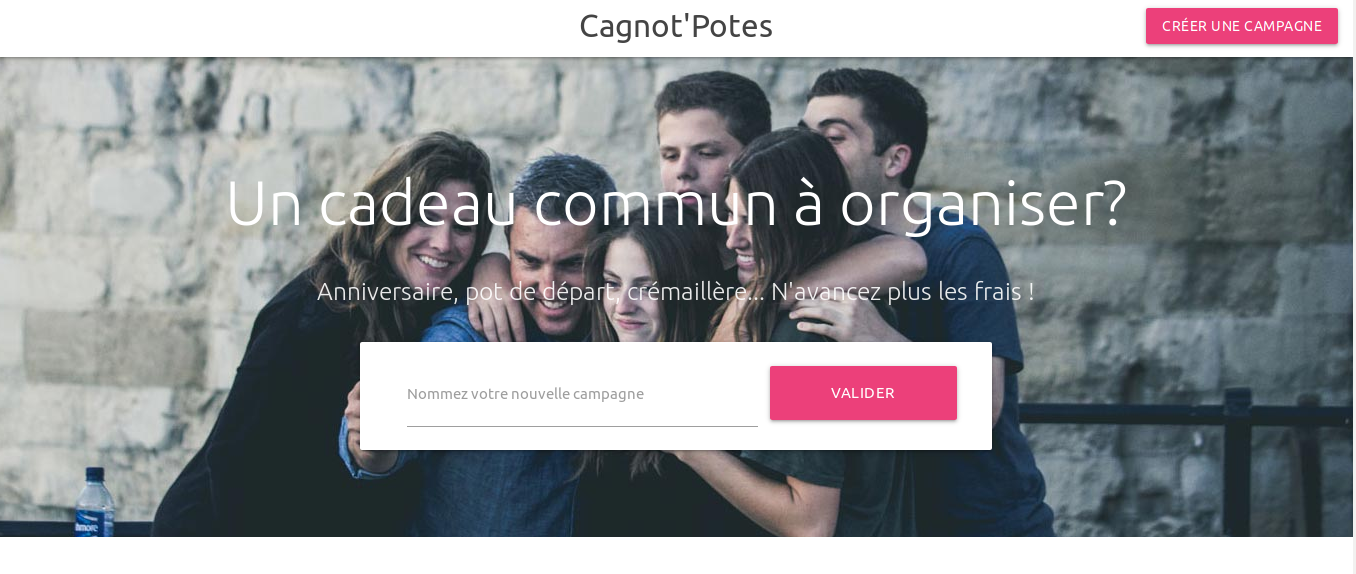 Cagnot'Potes
CRÉER UNE CAMPAGNE
Un cadeau commun à organiser?
Anniversaire, pot de départ, crémaillère... N'avancez plus les frais !
Nommez votre nouvelle campagne
VALIDER